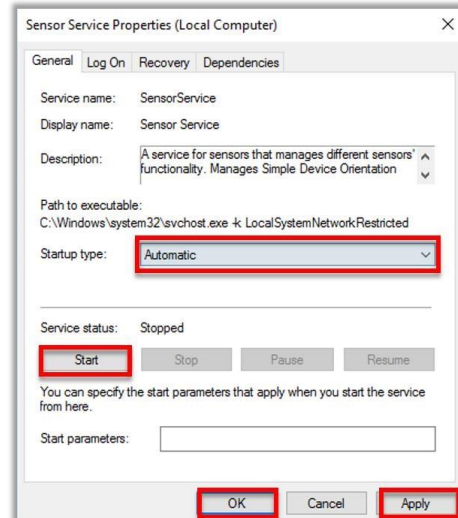 Sensor Service Properties (Local Computer)
General Log On Recovery Dependencies
Service name: SensorService
Display name: Sensor Service
Description: A service for sensors that manages different sensors'
functionality. Manages Simple Device Orientation
Path to executable:
C:\Windows\system32\svchost.exe -k LocalSystemNetworkRestricted
Startup type: Automatic
Service status: Stopped
Start Stop Pause Resume
You can specify the start parameters that apply when you start the service
from here.
Start parameters:
OK Cancel Apply